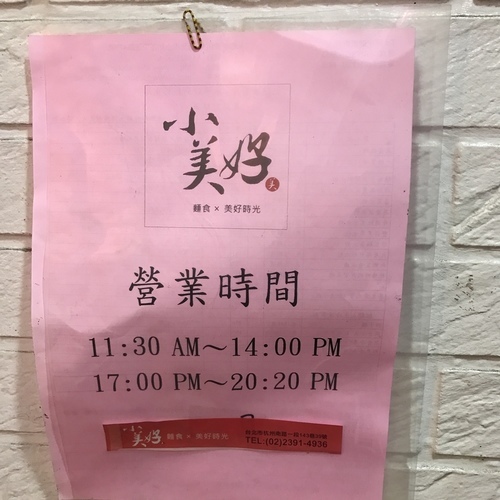 小美好
美
麵食 × 美好時光
營業時間
11:30 AM～14:00 PM
17:00 PM～20:20 PM
小美好 麵食 × 美好時光
TEL:(02)2391-4936